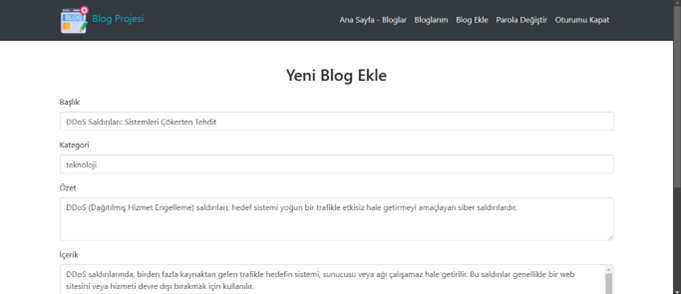 BLOG
Blog Projesi
Ana Sayfa - Bloglar Bloglarım Blog Ekle Parola Değiştir Oturumu Kapat
Yeni Blog Ekle
Başlık
DDoS Saldırıları: Sistemleri Çökerten Tehdit
Kategori
teknoloji
Özet
DDoS (Dağıtılmış Hizmet Engelleme) saldırıları, hedef sistemi yoğun bir trafikle etkisiz hale getirmeyi amaçlayan siber saldırılardır.
İçerik
DDoS saldırılarında, birden fazla kaynaktan gelen trafikle hedefin sistemi, sunucusu veya ağı çalışamaz hale getirilir. Bu saldırılar genellikle bir web
sitesini veya hizmeti devre dışı bırakmak için kullanılır.